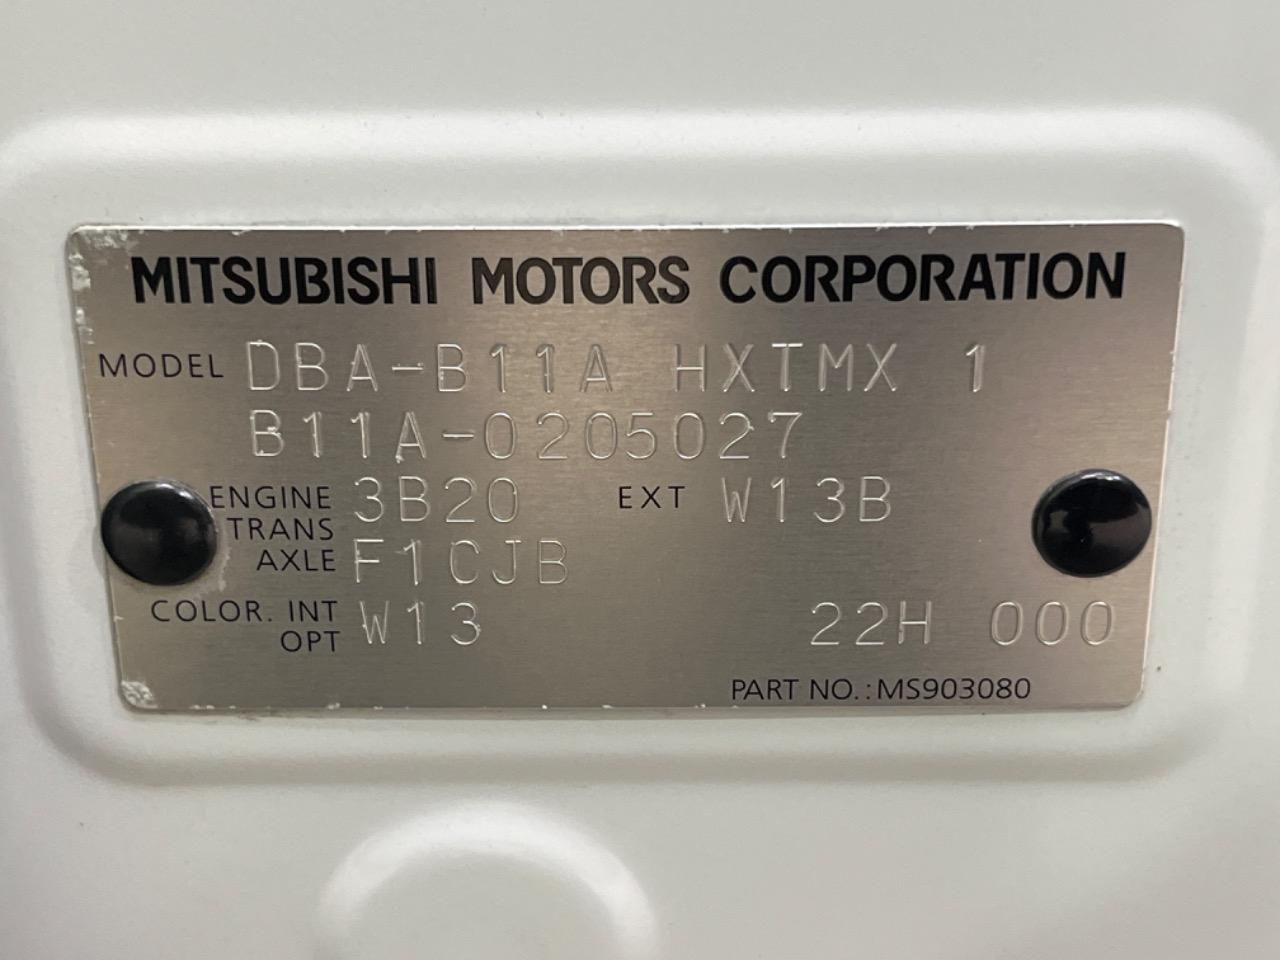 MITSUBISHI MOTORS CORPORATION
MODEL DBA-B11A HXTMX 1
B11A-0205027
ENGINE 3B20 EXT W13B
TRANS
AXLE F1CJB
COLOR. INT
OPT W13 22H 000
PART NO.:MS903080